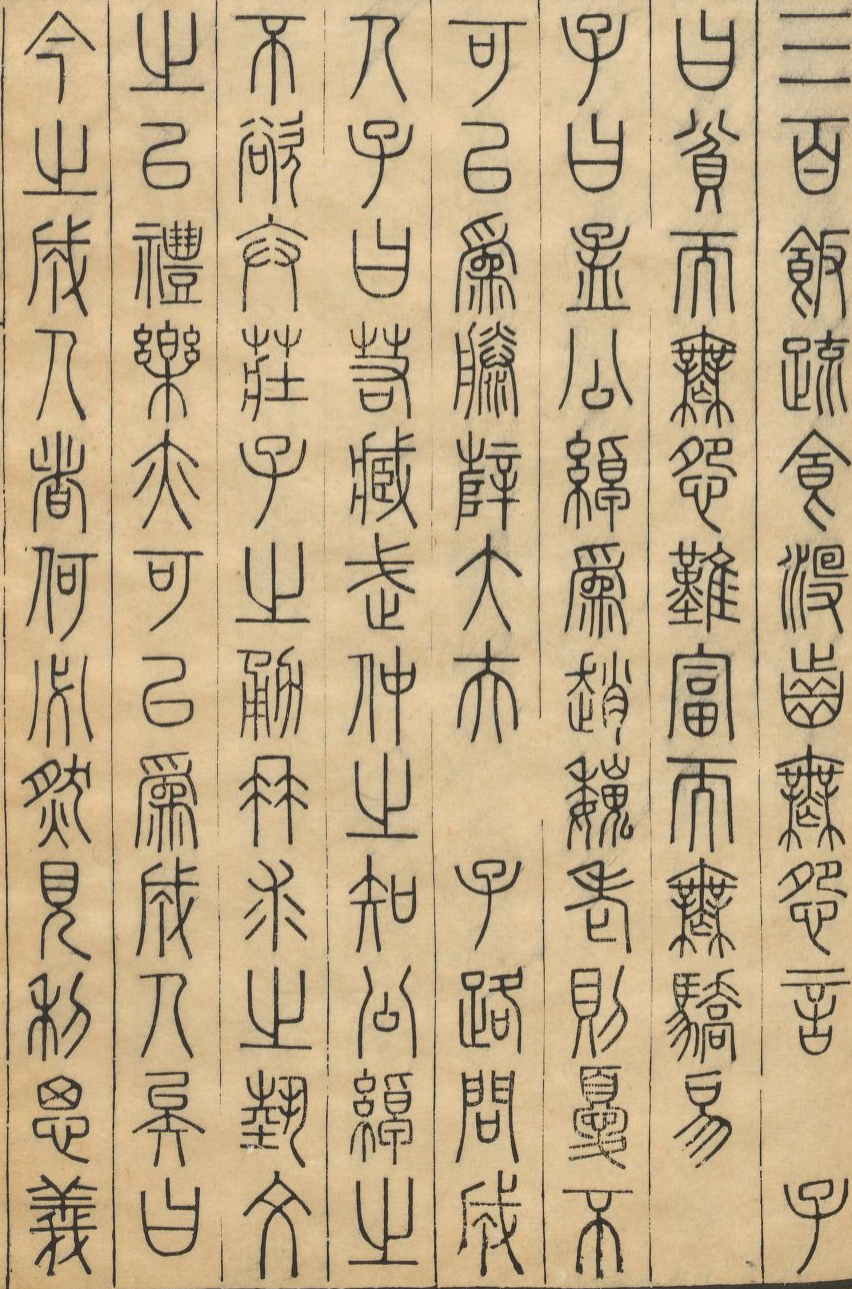 三百飯疏食沒齒無怨言　子
曰貧而無怨難富而無驕易
子曰孟公綽爲趙魏老則憂不
可以爲滕薛大夫　子路問成
人子曰若臧武仲之知公綽之
不欲卞莊子之勇冉求之藝文
之以禮樂亦可以爲成人矣曰
今之成人者何必然見利思義